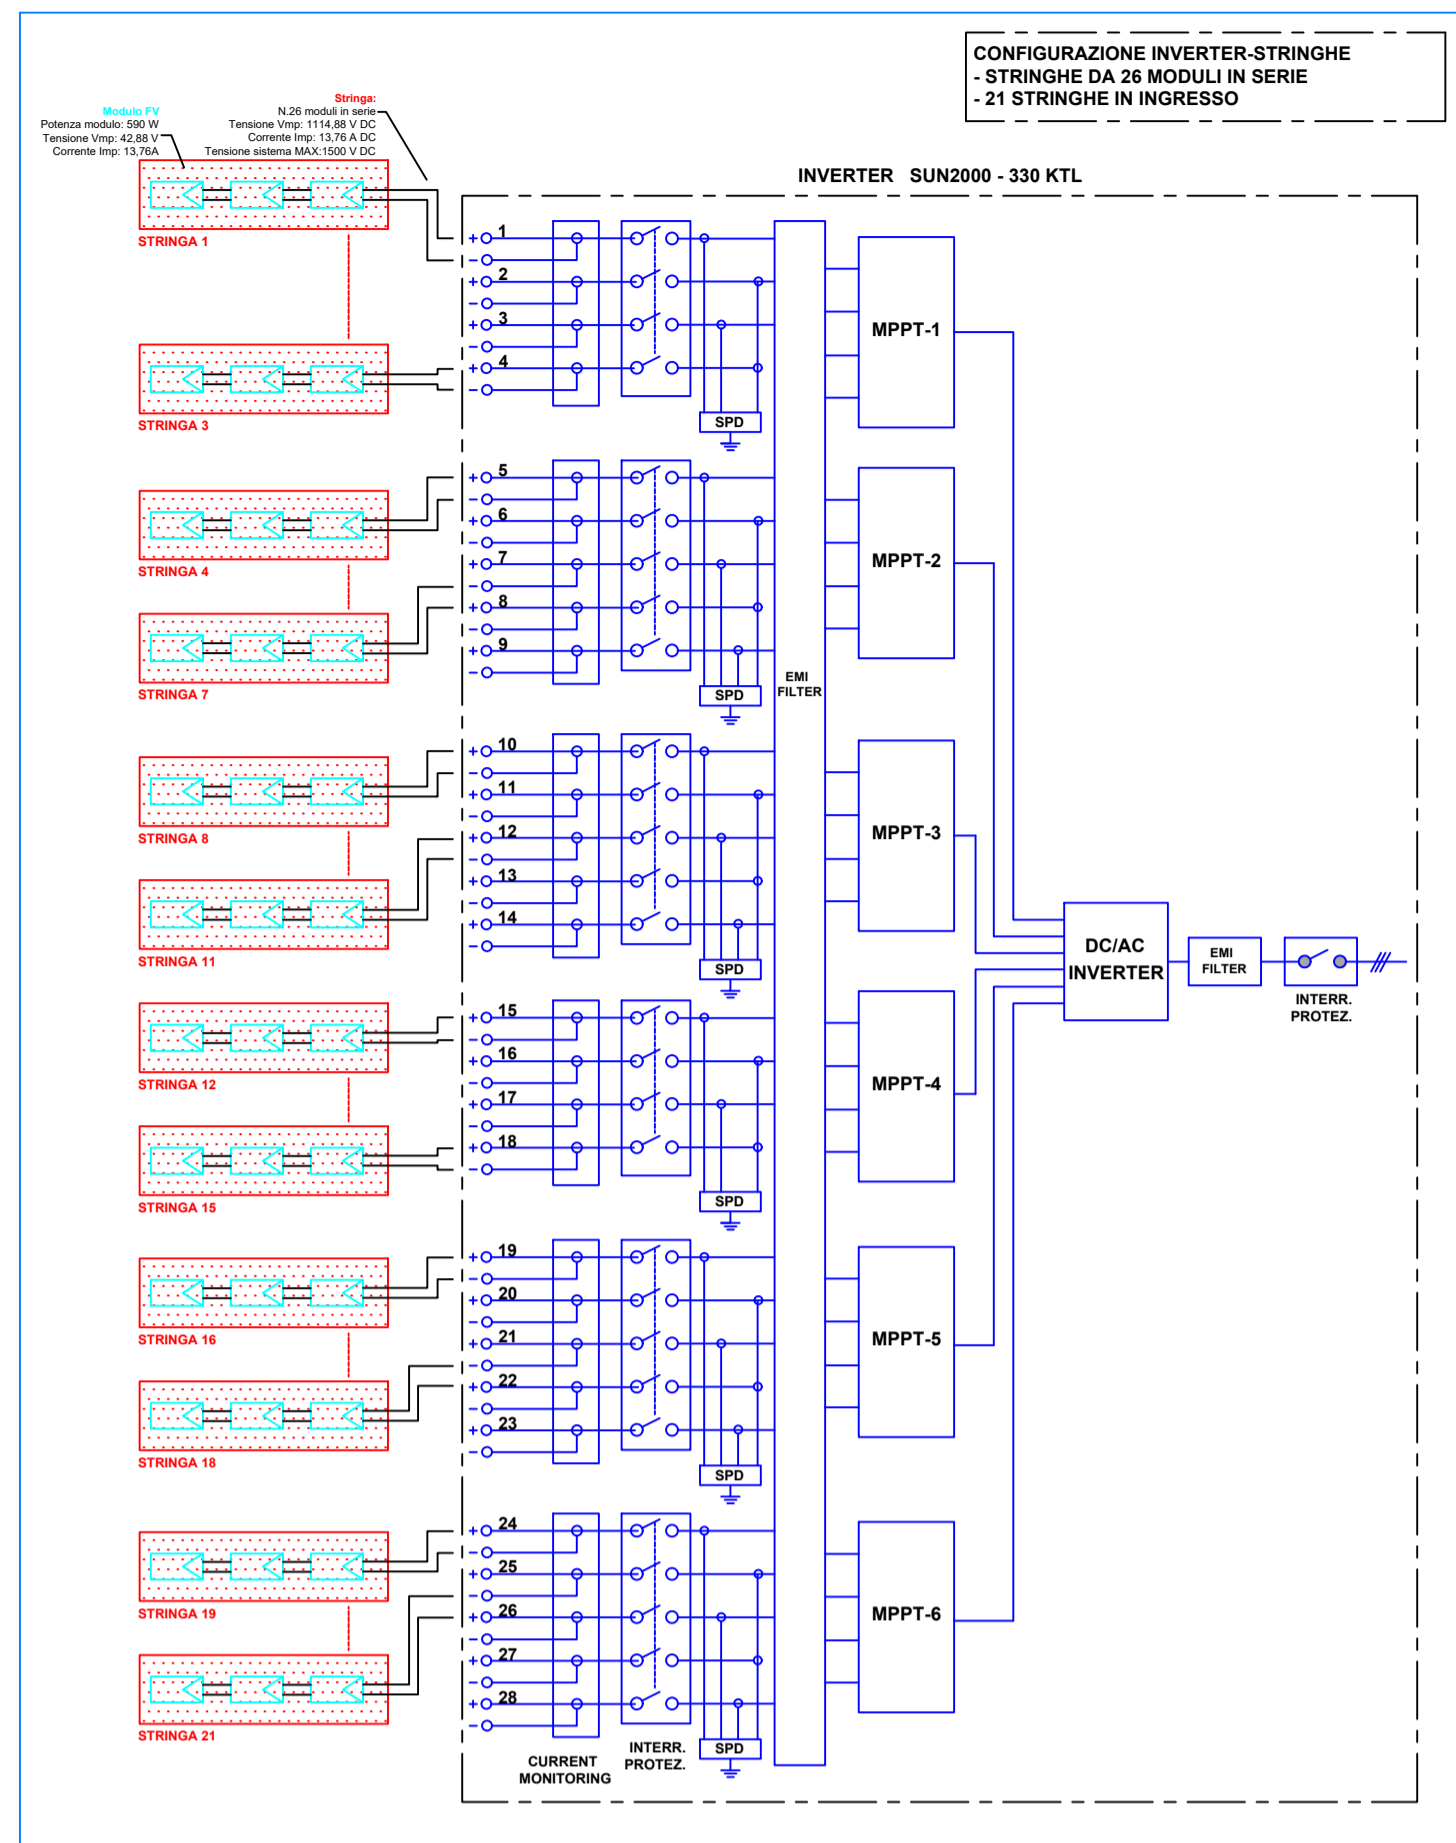 CONFIGURAZIONE INVERTER-STRINGHE
- STRINGHE DA 26 MODULI IN SERIE
- 21 STRINGHE IN INGRESSO
Modulo FV
Potenza modulo: 590 W
Tensione Vmp: 42,88 V
Corrente Imp: 13,76A
Stringa:
N.26 moduli in serie
Tensione Vmp: 1114,88 V DC
Corrente Imp: 13,76 A DC
Tensione sistema MAX:1500 V DC
INVERTER SUN2000 - 330 KTL
STRINGA 1
STRINGA 3
STRINGA 4
STRINGA 7
STRINGA 8
STRINGA 11
STRINGA 12
STRINGA 15
STRINGA 16
STRINGA 18
STRINGA 19
STRINGA 21
+ 1
-
+ 2
-
+ 3
-
+ 4
-
SPD
+ 5
-
+ 6
-
+ 7
-
+ 8
-
+ 9
-
SPD
+ 10
-
+ 11
-
+ 12
-
+ 13
-
+ 14
-
SPD
+ 15
-
+ 16
-
+ 17
-
+ 18
-
SPD
+ 19
-
+ 20
-
+ 21
-
+ 22
-
+ 23
-
SPD
+ 24
-
+ 25
-
+ 26
-
+ 27
-
+ 28
-
SPD
CURRENT
MONITORING
INTERR.
PROTEZ.
EMI
FILTER
MPPT-1
MPPT-2
MPPT-3
MPPT-4
MPPT-5
MPPT-6
DC/AC
INVERTER
EMI
FILTER
INTERR.
PROTEZ.